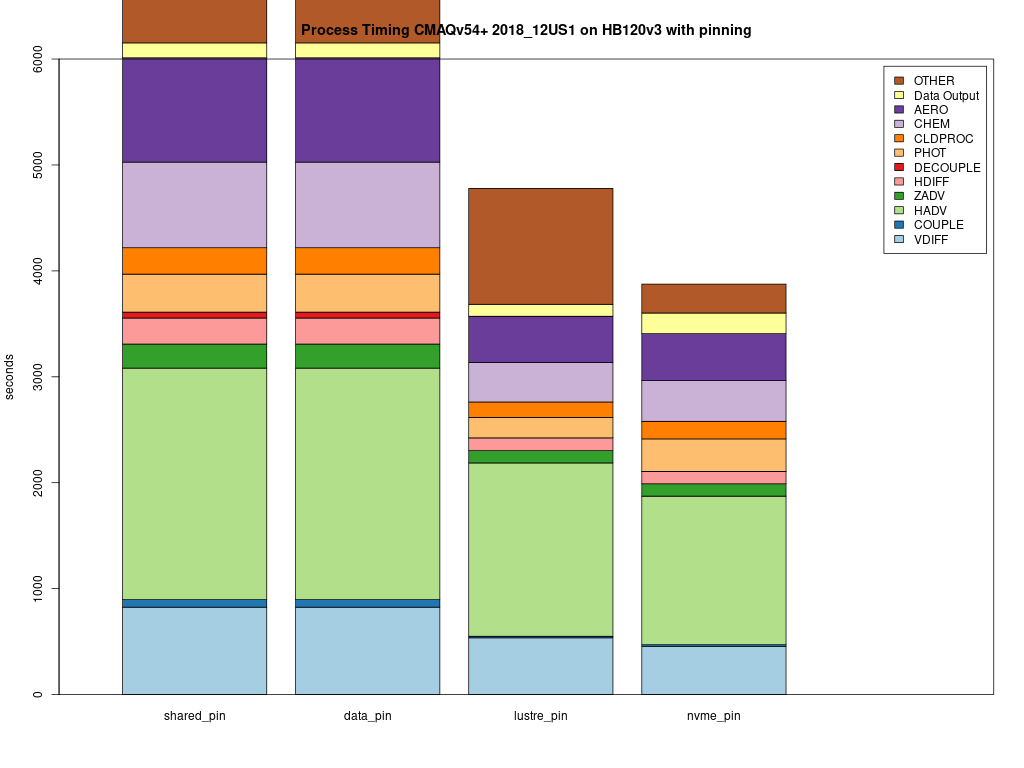 Process Timing CMAQv54+ 2018_12US1 on HB120v3 with pinning
6000
5000
4000
3000
2000
1000
0
seconds
OTHER
Data Output
AERO
CHEM
CLDPROC
PHOT
DECOUPLE
HDIFF
ZADV
HADV
COUPLE
VDIFF
shared_pin
data_pin
lustre_pin
nvme_pin